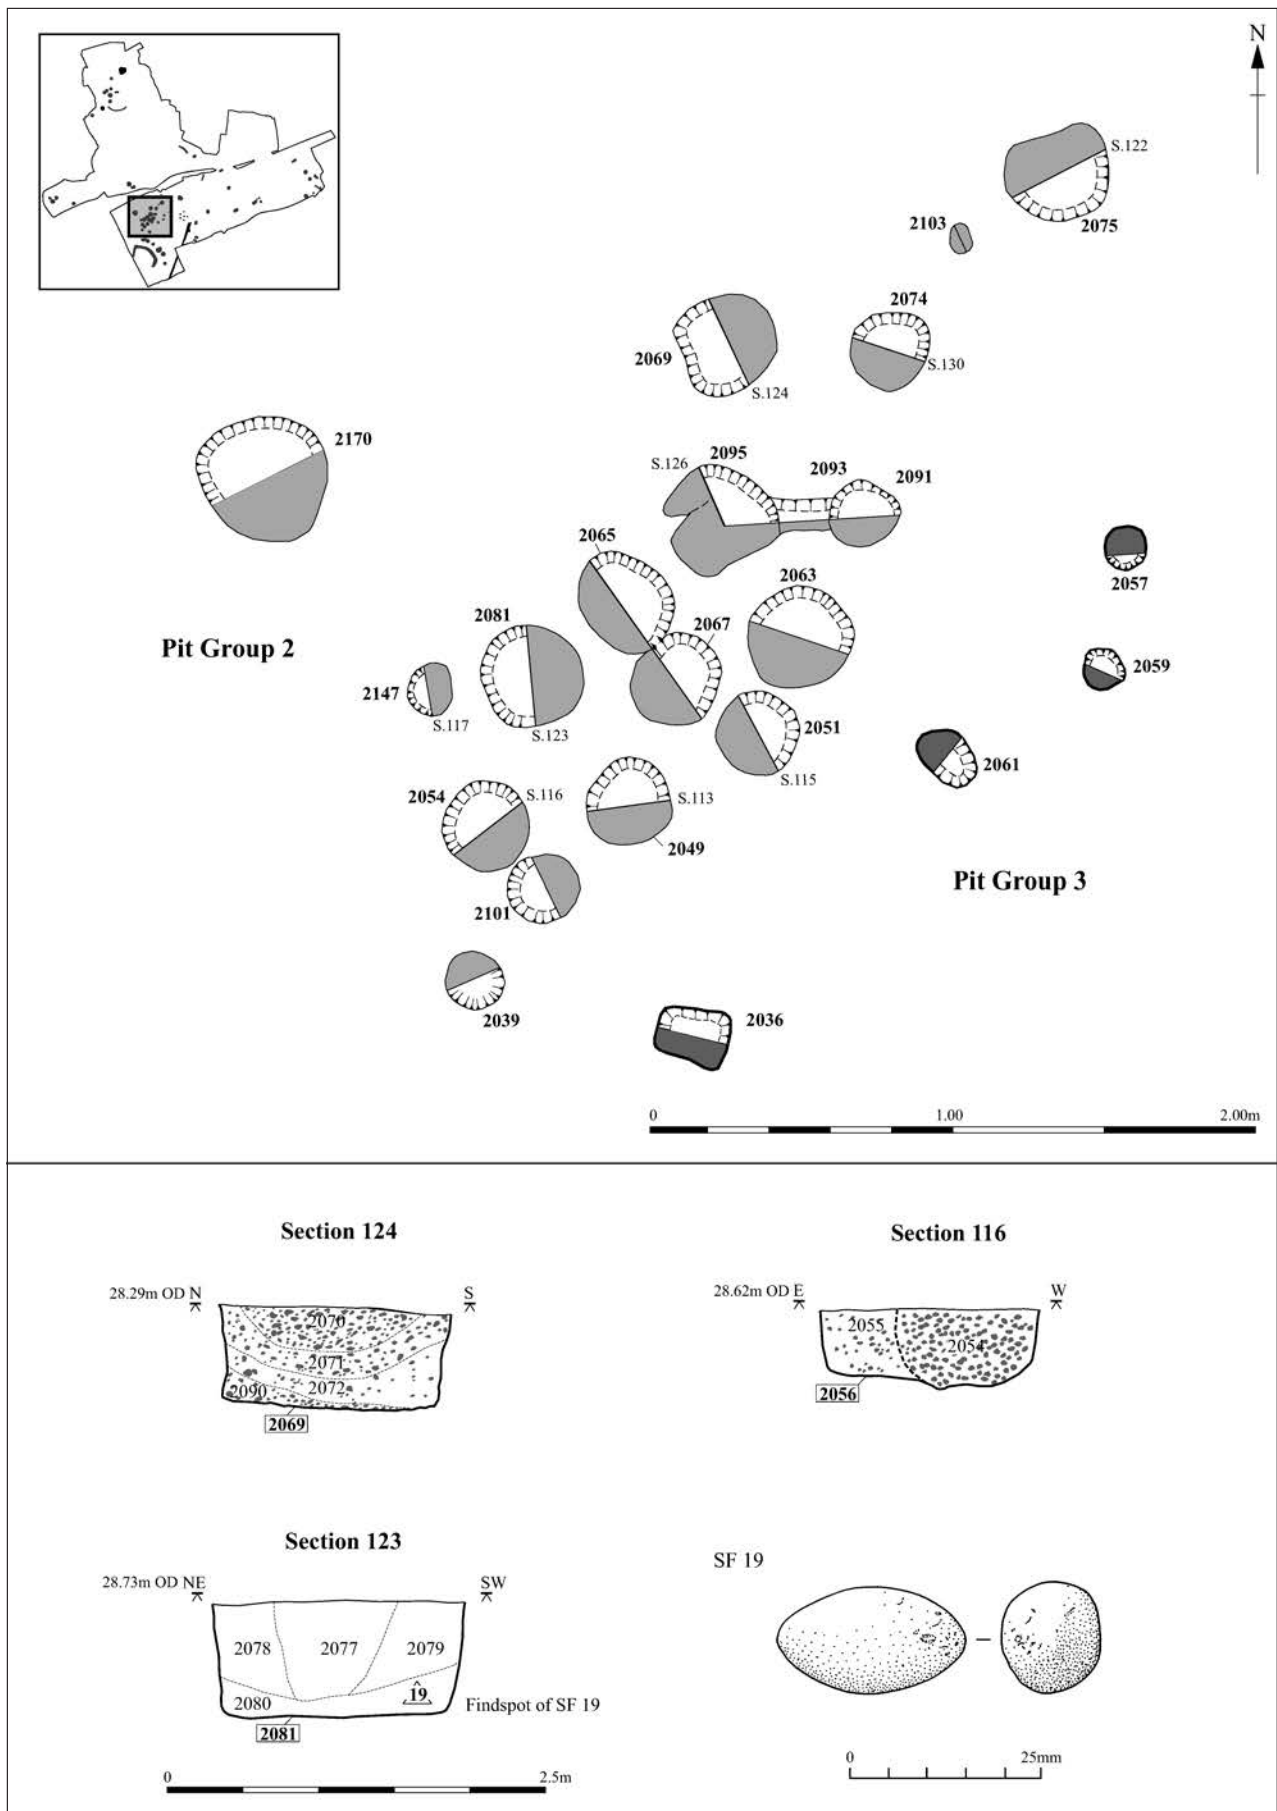 N
S.122
2103
2075
2074
2069
S.130
S.124
2170
2095
S.126
2093
2091
2065
2057
2063
2081
2067
Pit Group 2
2059
2147
S.117
S.123
2051
2061
S.115
2054
S.116
S.113
2049
Pit Group 3
2101
2039
2036
0 1.00 2.00m
Section 124
28.29m OD N S
2070
2071
2072
2090
2069
Section 116
28.62m OD E W
2055
2054
2056
Section 123
28.73m OD NE SW
2078 2077 2079
2080 19 Findspot of SF 19
2081
0 2.5m
SF 19
0 25mm